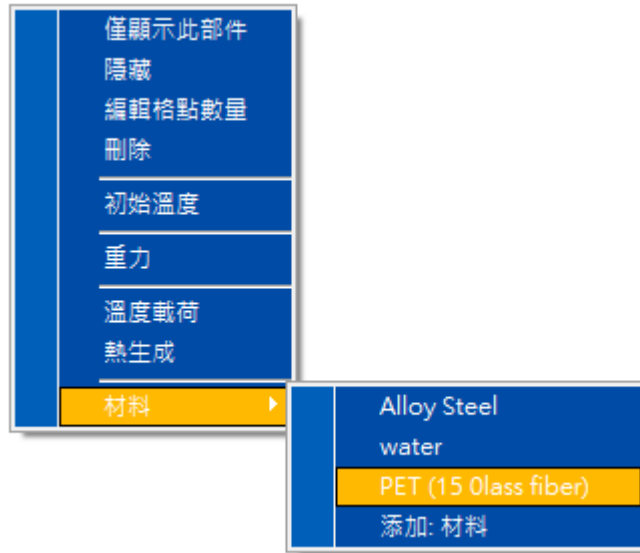 僅顯示此部件
隱藏
編輯格點數量
刪除
初始溫度
重力
溫度載荷
熱生成
材料
Alloy Steel
water
PET (15 0lass fiber)
添加: 材料